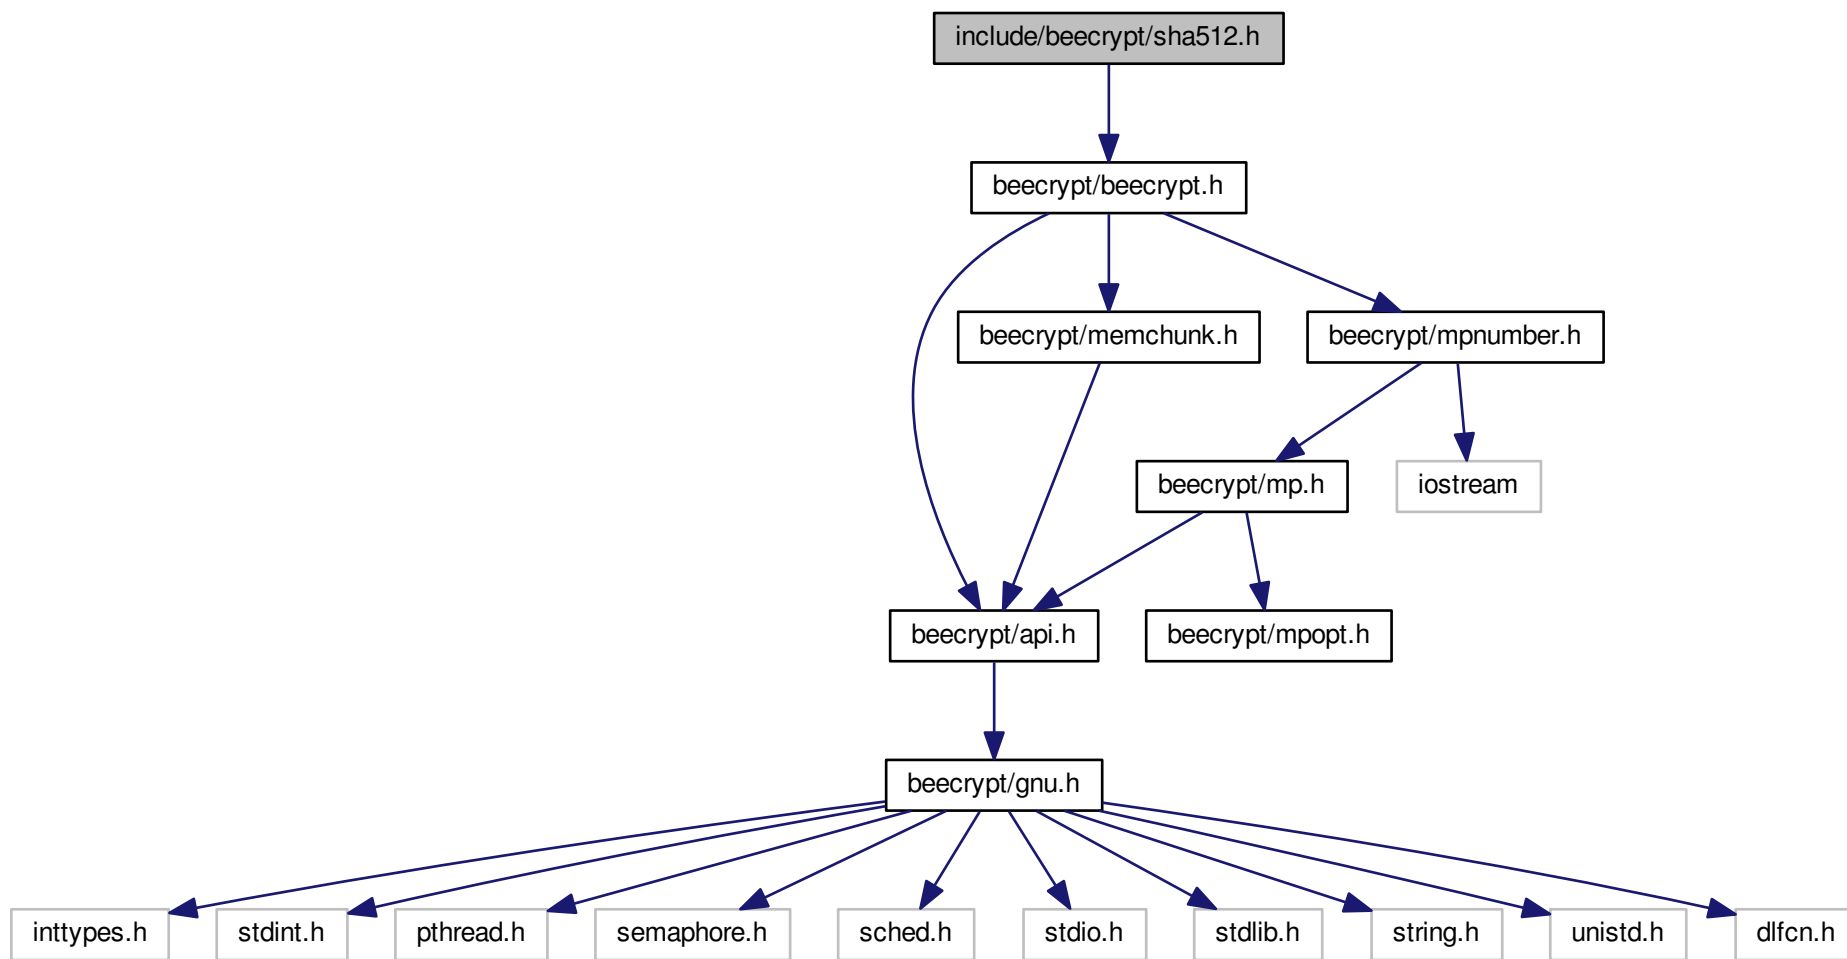 include/beecrypt/sha512.h
beecrypt/beecrypt.h
beecrypt/memchunk.h
beecrypt/mpnumber.h
beecrypt/mp.h
iostream
beecrypt/api.h
beecrypt/mpopt.h
beecrypt/gnu.h
inttypes.h
stdint.h
pthread.h
semaphore.h
sched.h
stdio.h
stdlib.h
string.h
unistd.h
dlfcn.h